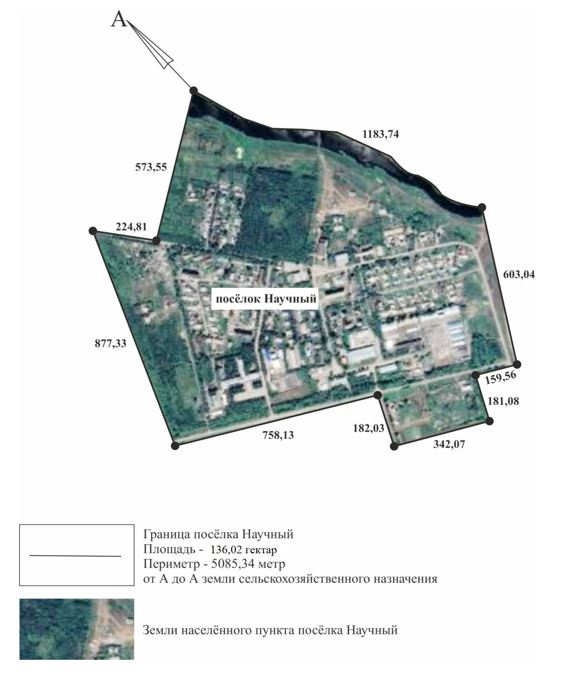 А
1183,74
573,55
224,81
603,04
посёлок Научный
877,33
159,56
181,08
758,13
182,03
342,07
Граница посёлка Научный
Площадь - 136,02 гектар
Периметр - 5085,34 метр
от А до А земли сельскохозяйственного назначения
Земли населённого пункта посёлка Научный